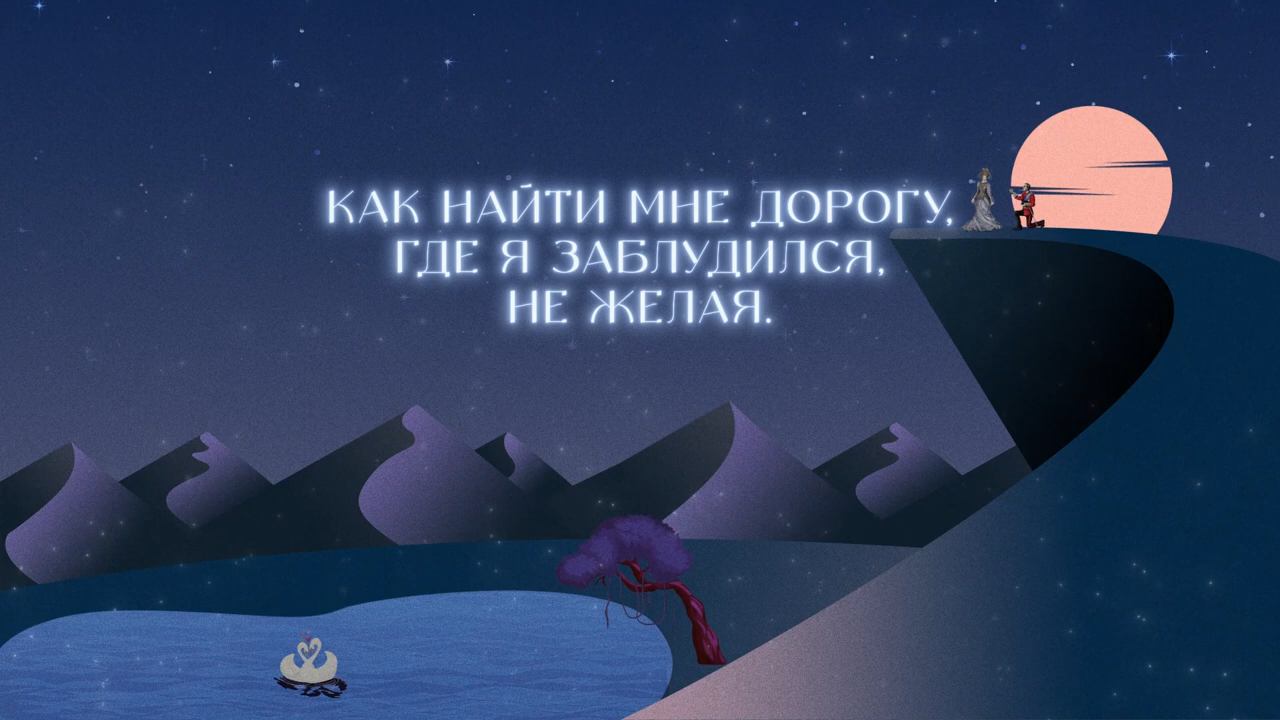 КАК НАЙТИ МНЕ ДОРОГУ,
ГДЕ Я ЗАБЛУДИЛСЯ,
НЕ ЖЕЛАЯ.